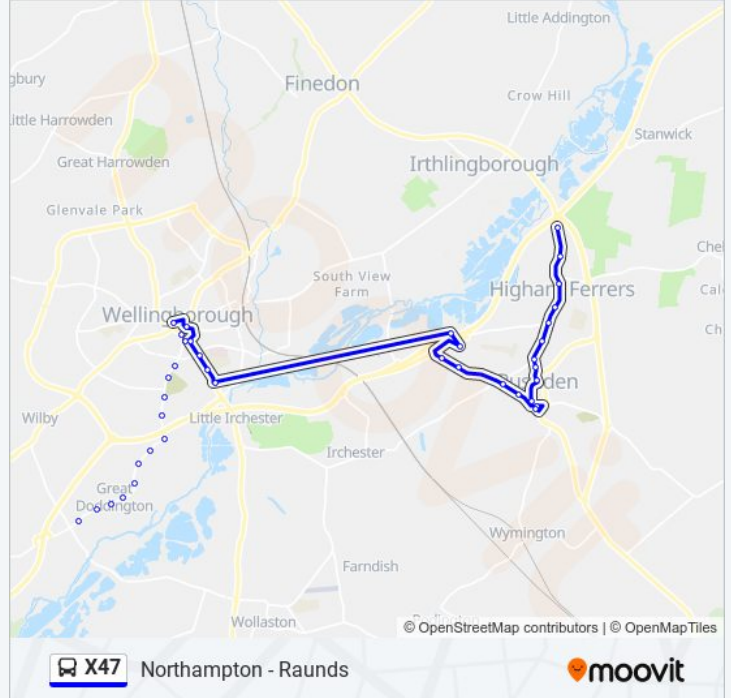 Little Addington
Finedon
Crow Hill
gbury
ittle Harrowden
Stanwick
Great Harrowden
Irthlingborough
Glenvale Park
Chel
South View
Farm
Higham Ferrers
Cal
Wellingborough
Ch
Rushden
Wilby
Little Irchester
Irchester
Great
Doddington
Wymington
Farndish
Wollaston
© OpenStreetMap contributors | © OpenMapTiles
X47 Northampton - Raunds
moovit